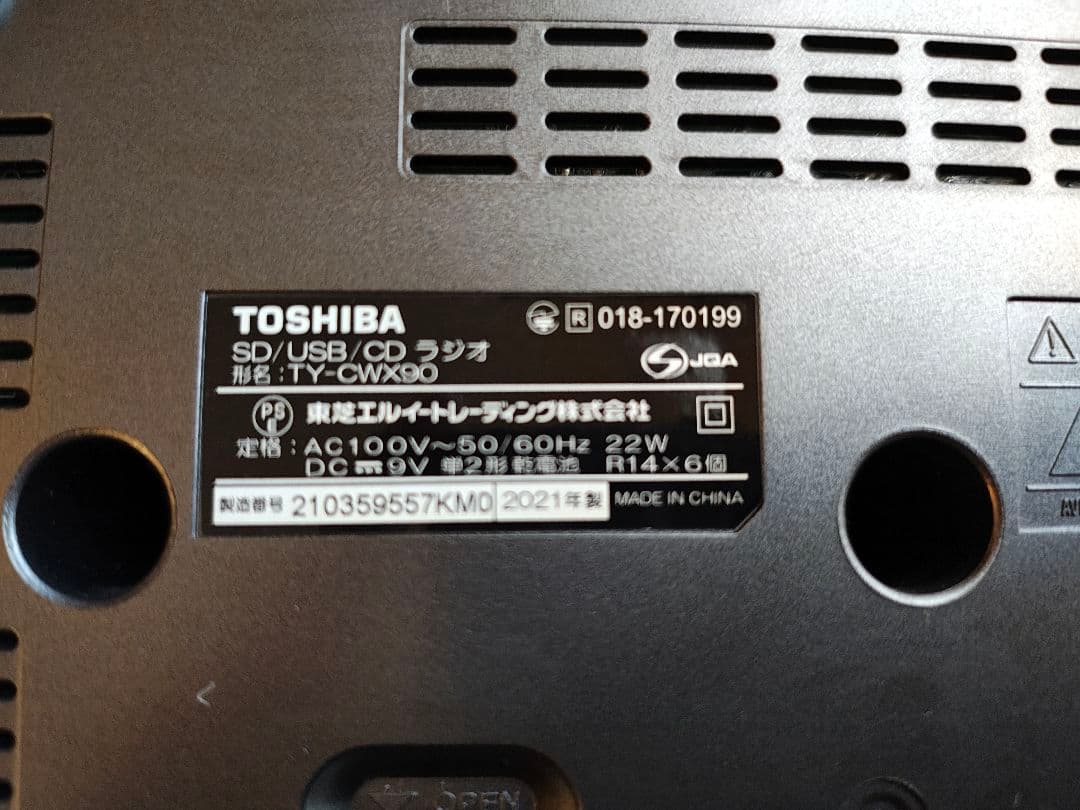 TOSHIBA
R 018-170199
SD/USB/CD ラジオ
JQA
形名:TY-CWX90
PS
E
東芝エルイートレーディング株式会社
定格:AC100V～50/60Hz 22W
DC⎓9V 単2形乾電池 R14×6個
製造番号 210359557KM0 2021年製 MADE IN CHINA
OPEN